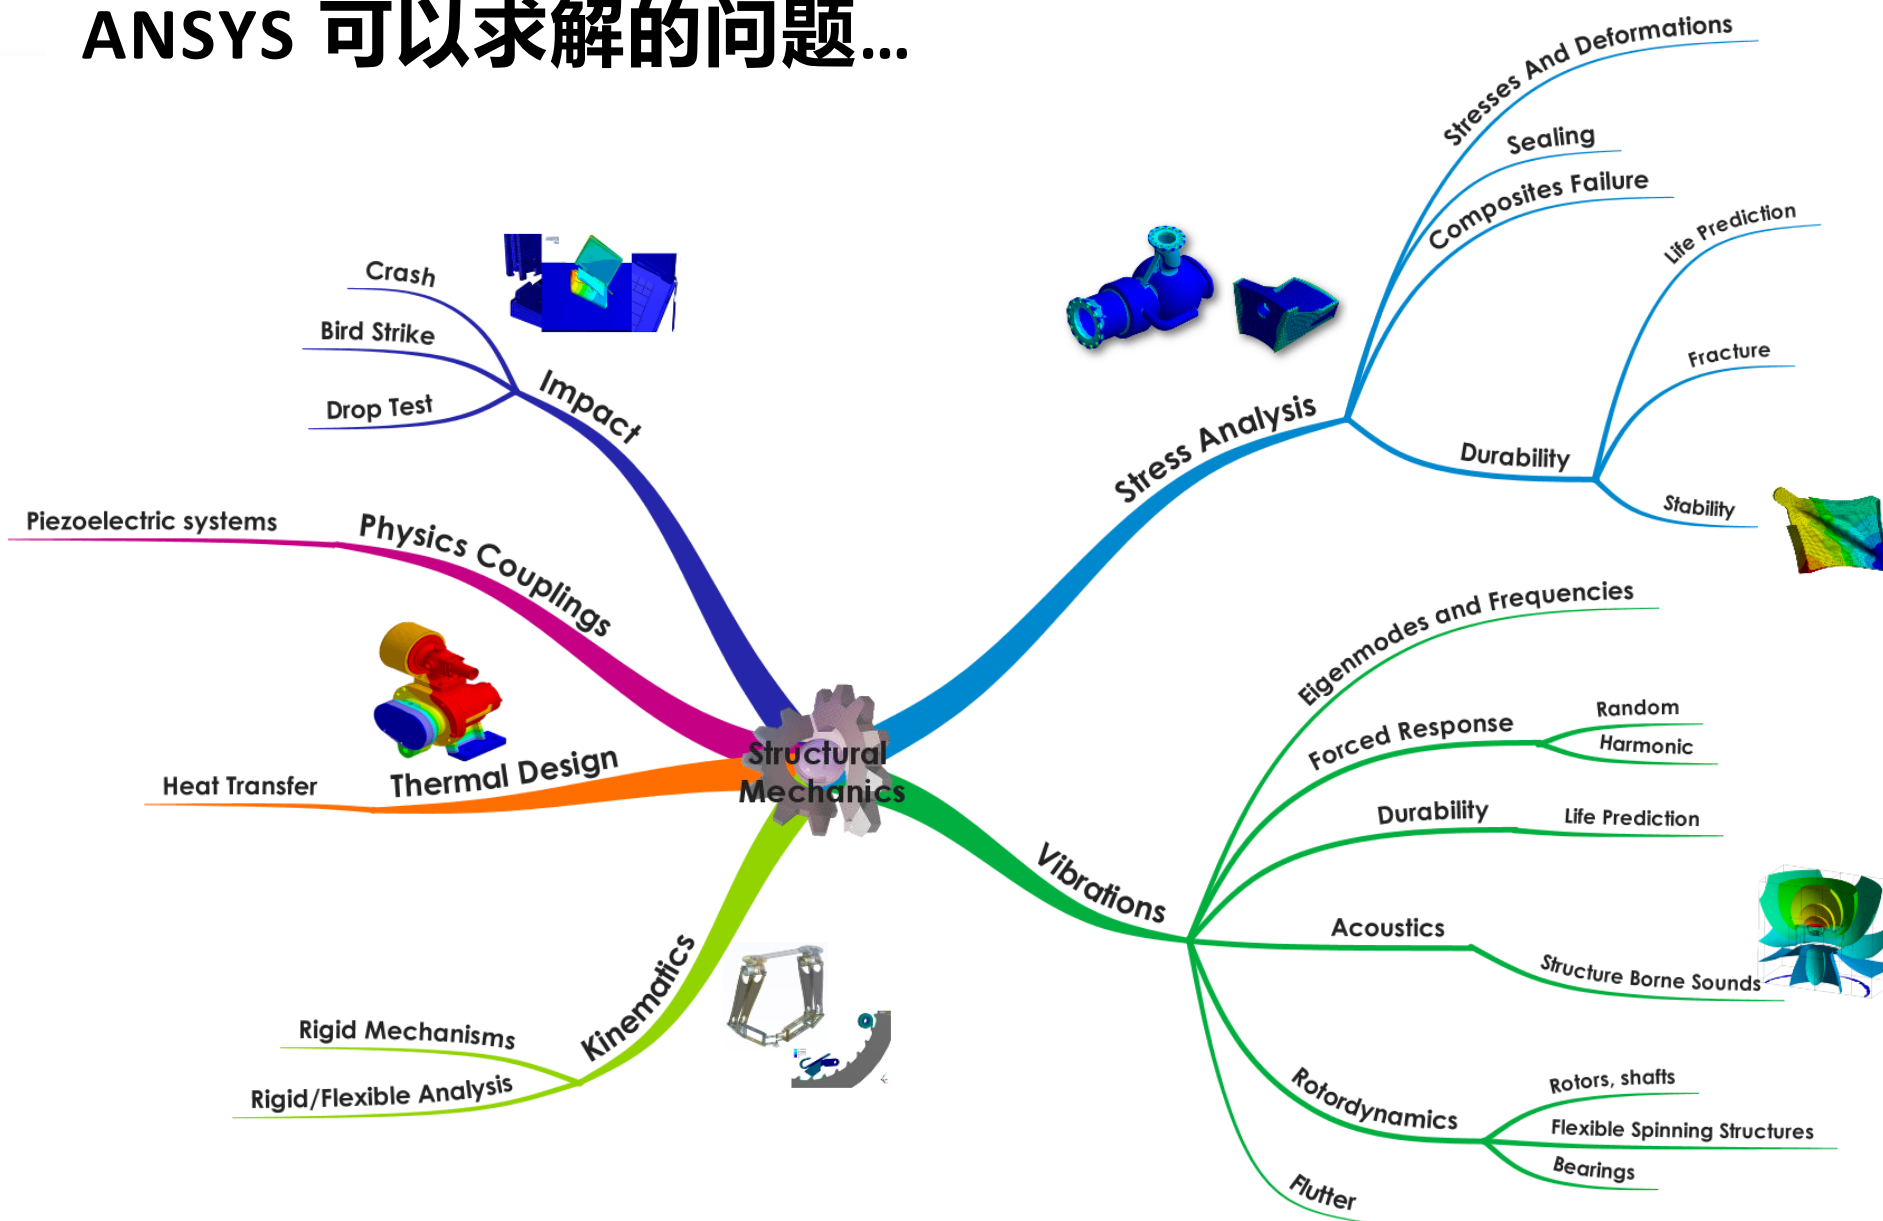 ANSYS 可以求解的问题...
Stresses And Deformations
Sealing
Composites Failure
Life Prediction
Fracture
Durability
Stability
Stress Analysis
Crash
Bird Strike
Drop Test
Impact
Piezoelectric systems
Physics Couplings
Heat Transfer
Thermal Design
Structural
Mechanics
Kinematics
Rigid Mechanisms
Rigid/Flexible Analysis
Vibrations
Eigenmodes and Frequencies
Forced Response
Random
Harmonic
Durability
Life Prediction
Acoustics
Structure Borne Sounds
Rotordynamics
Rotors, shafts
Flexible Spinning Structures
Bearings
Flutter